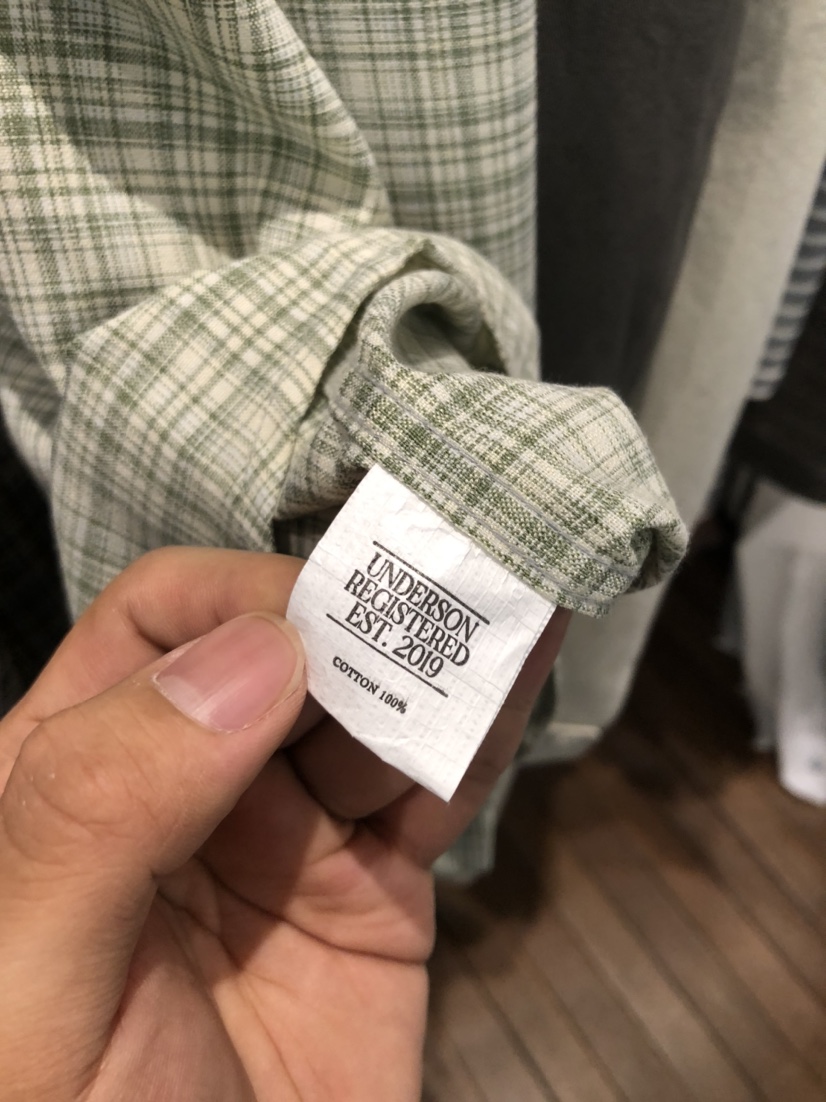 UNDERSON
REGISTERED
EST. 2019
COTTON 100%